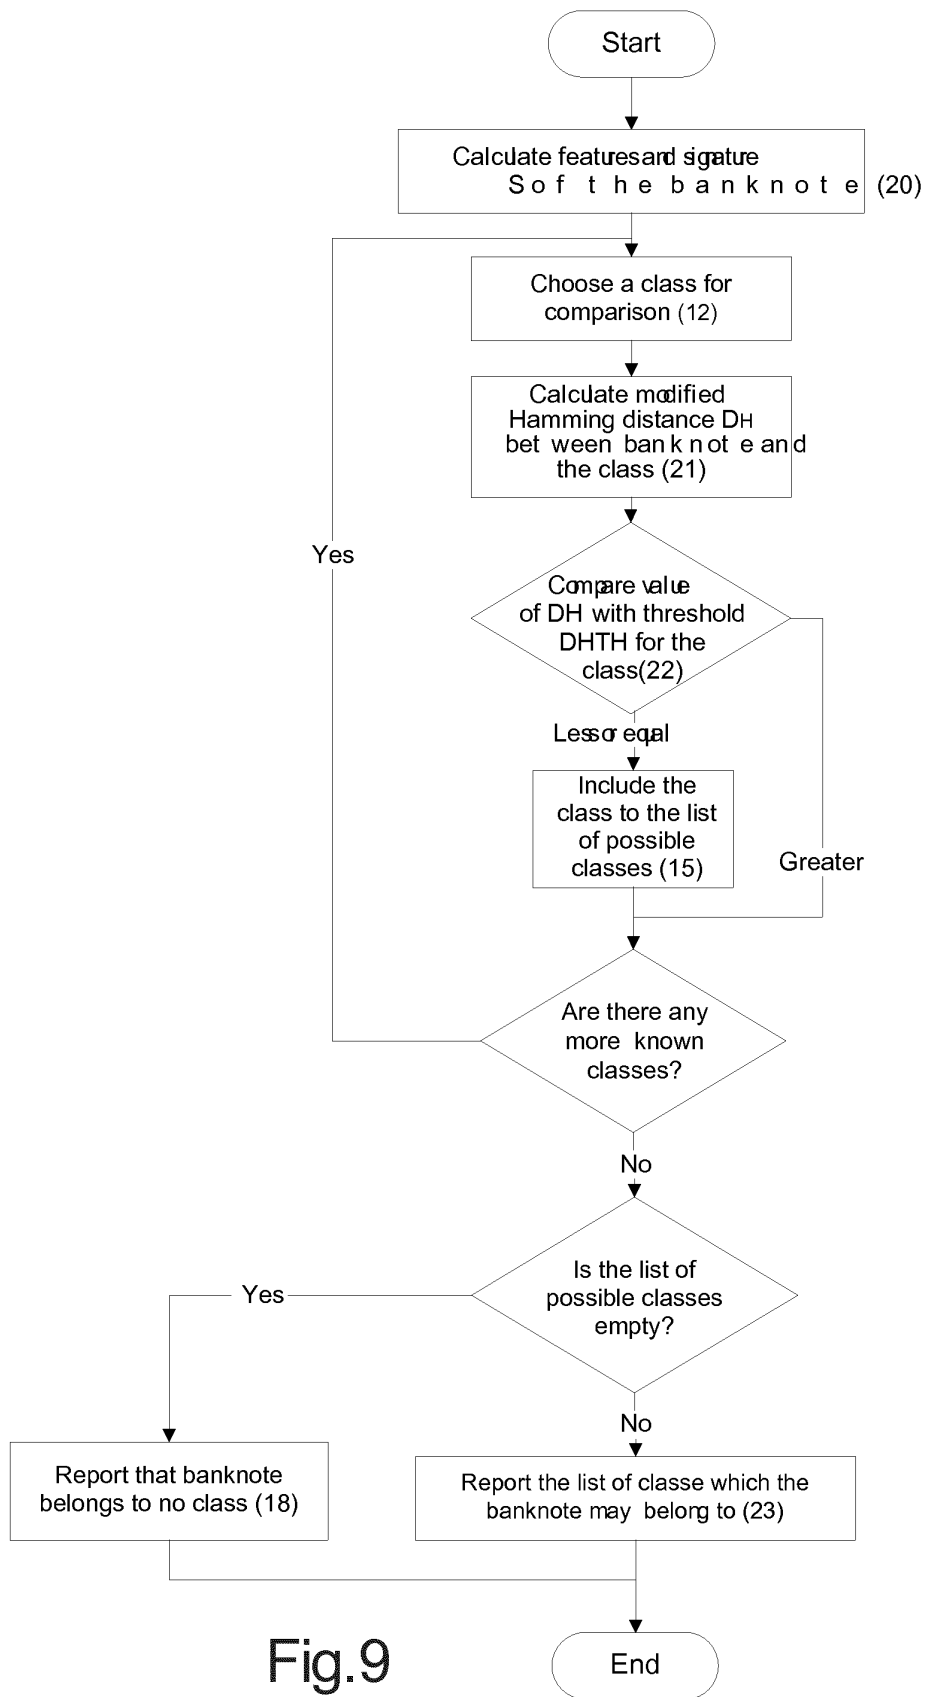 Start
Calculate features and signature
S of the banknote (20)
Choose a class for
comparison (12)
Calculate modified
Hamming distance DH
between banknote and
the class (21)
Yes
Compare value
of DH with threshold
DHTH for the
class(22)
Less or equal
Include the
class to the list
of possible
classes (15)
Greater
Are there any
more known
classes?
No
Is the list of
possible classes
empty?
Yes
No
Report that banknote
belongs to no class (18)
Report the list of classe which the
banknote may belong to (23)
End
Fig.9